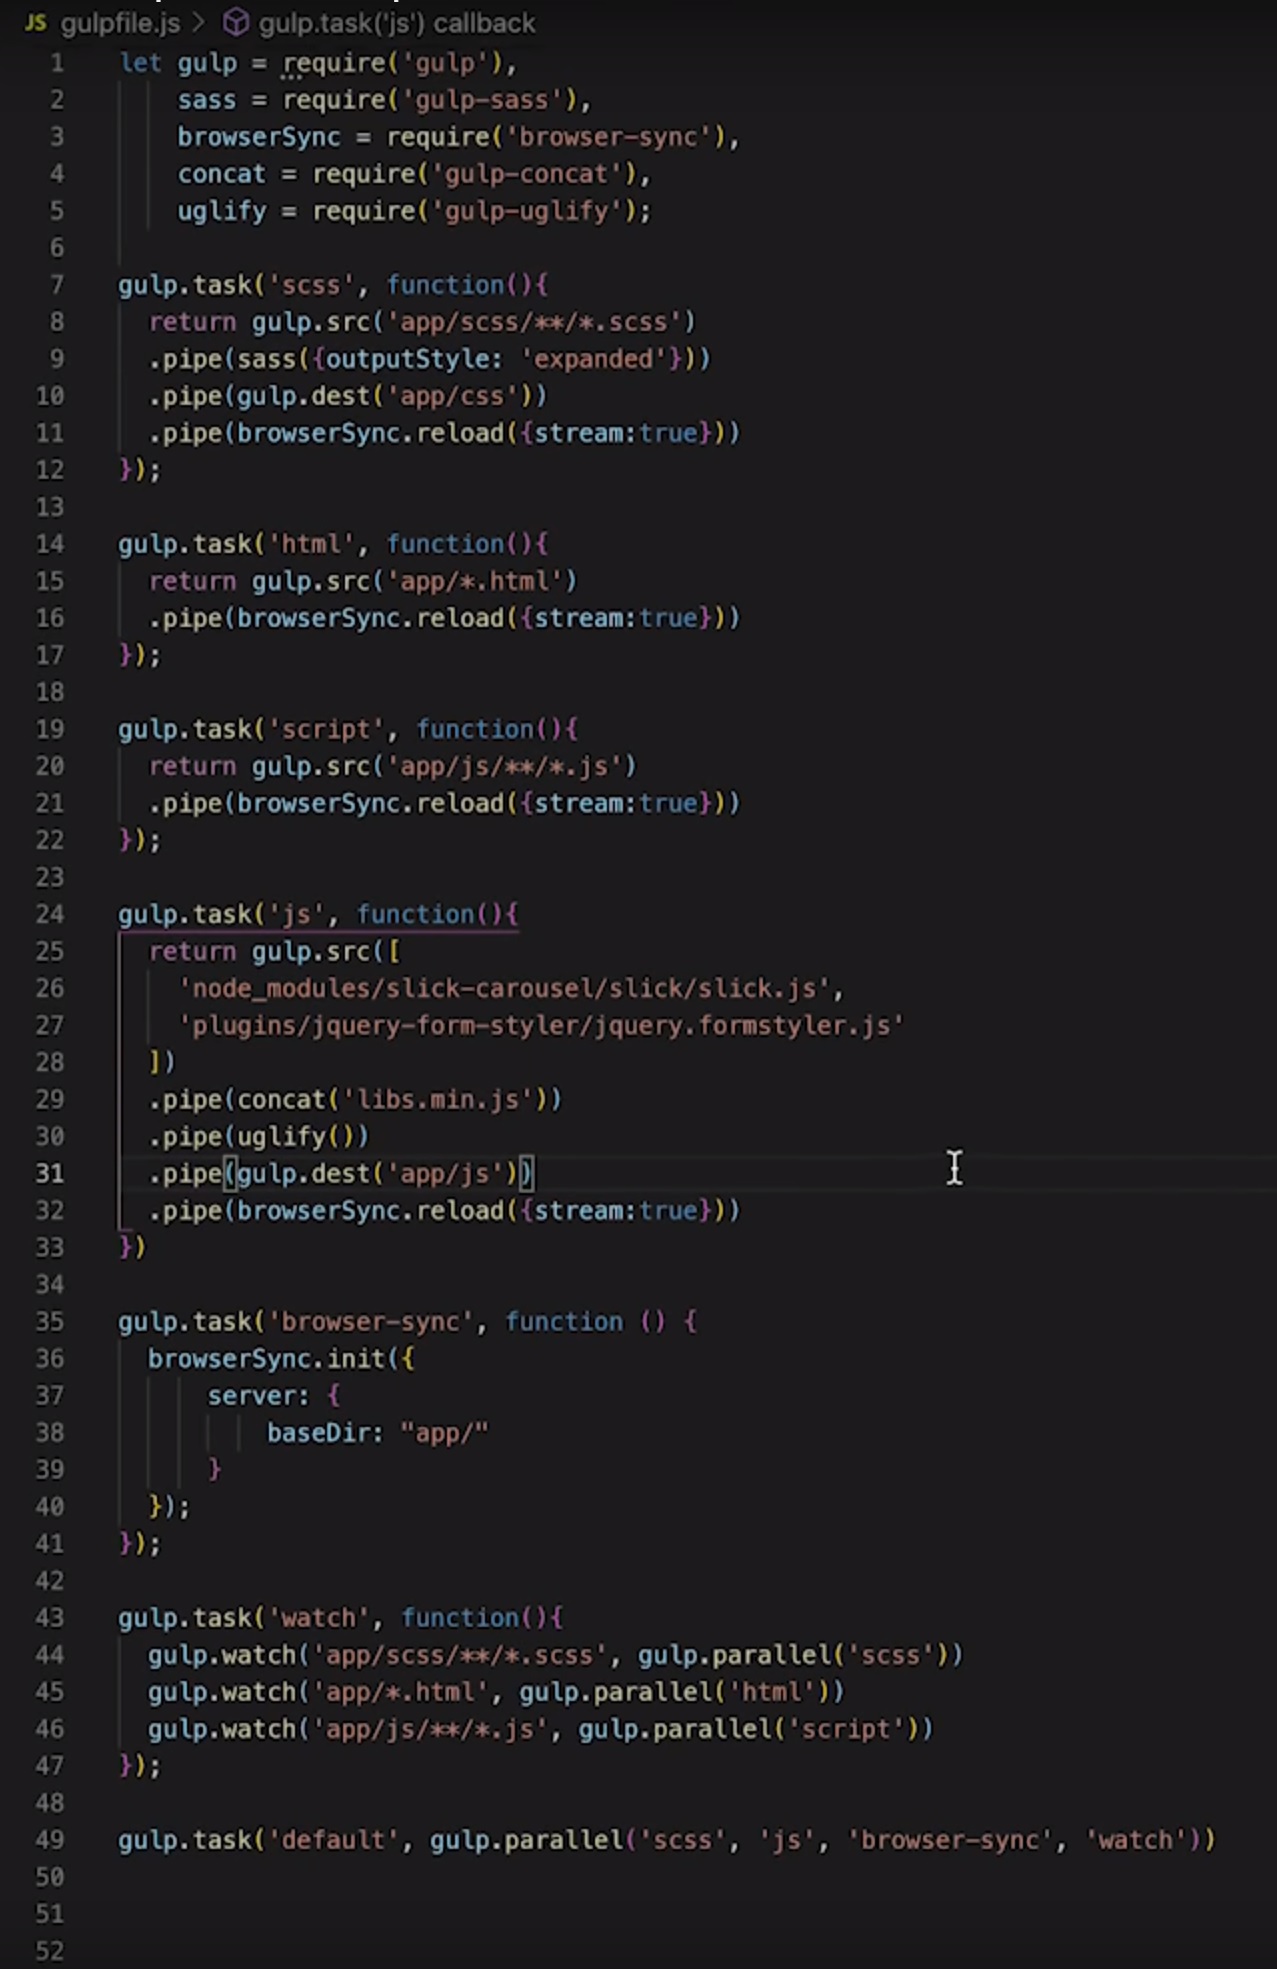 JS gulpfile.js > gulp.task('js') callback
1 let gulp = require('gulp'),
2 sass = require('gulp-sass'),
3 browserSync = require('browser-sync'),
4 concat = require('gulp-concat'),
5 uglify = require('gulp-uglify');
6
7 gulp.task('scss', function(){
8 return gulp.src('app/scss/**/*.scss')
9 .pipe(sass({outputStyle: 'expanded'}))
10 .pipe(gulp.dest('app/css'))
11 .pipe(browserSync.reload({stream:true}))
12 });
13
14 gulp.task('html', function(){
15 return gulp.src('app/*.html')
16 .pipe(browserSync.reload({stream:true}))
17 });
18
19 gulp.task('script', function(){
20 return gulp.src('app/js/**/*.js')
21 .pipe(browserSync.reload({stream:true}))
22 });
23
24 gulp.task('js', function(){
25 return gulp.src([
26 'node_modules/slick-carousel/slick/slick.js',
27 'plugins/jquery-form-styler/jquery.formstyler.js'
28 ])
29 .pipe(concat('libs.min.js'))
30 .pipe(uglify())
31 .pipe(gulp.dest('app/js'))
32 .pipe(browserSync.reload({stream:true}))
33 })
34
35 gulp.task('browser-sync', function () {
36 browserSync.init({
37 server: {
38 baseDir: "app/"
39 }
40 });
41 });
42
43 gulp.task('watch', function(){
44 gulp.watch('app/scss/**/*.scss', gulp.parallel('scss'))
45 gulp.watch('app/*.html', gulp.parallel('html'))
46 gulp.watch('app/js/**/*.js', gulp.parallel('script'))
47 });
48
49 gulp.task('default', gulp.parallel('scss', 'js', 'browser-sync', 'watch'))
50
51
52